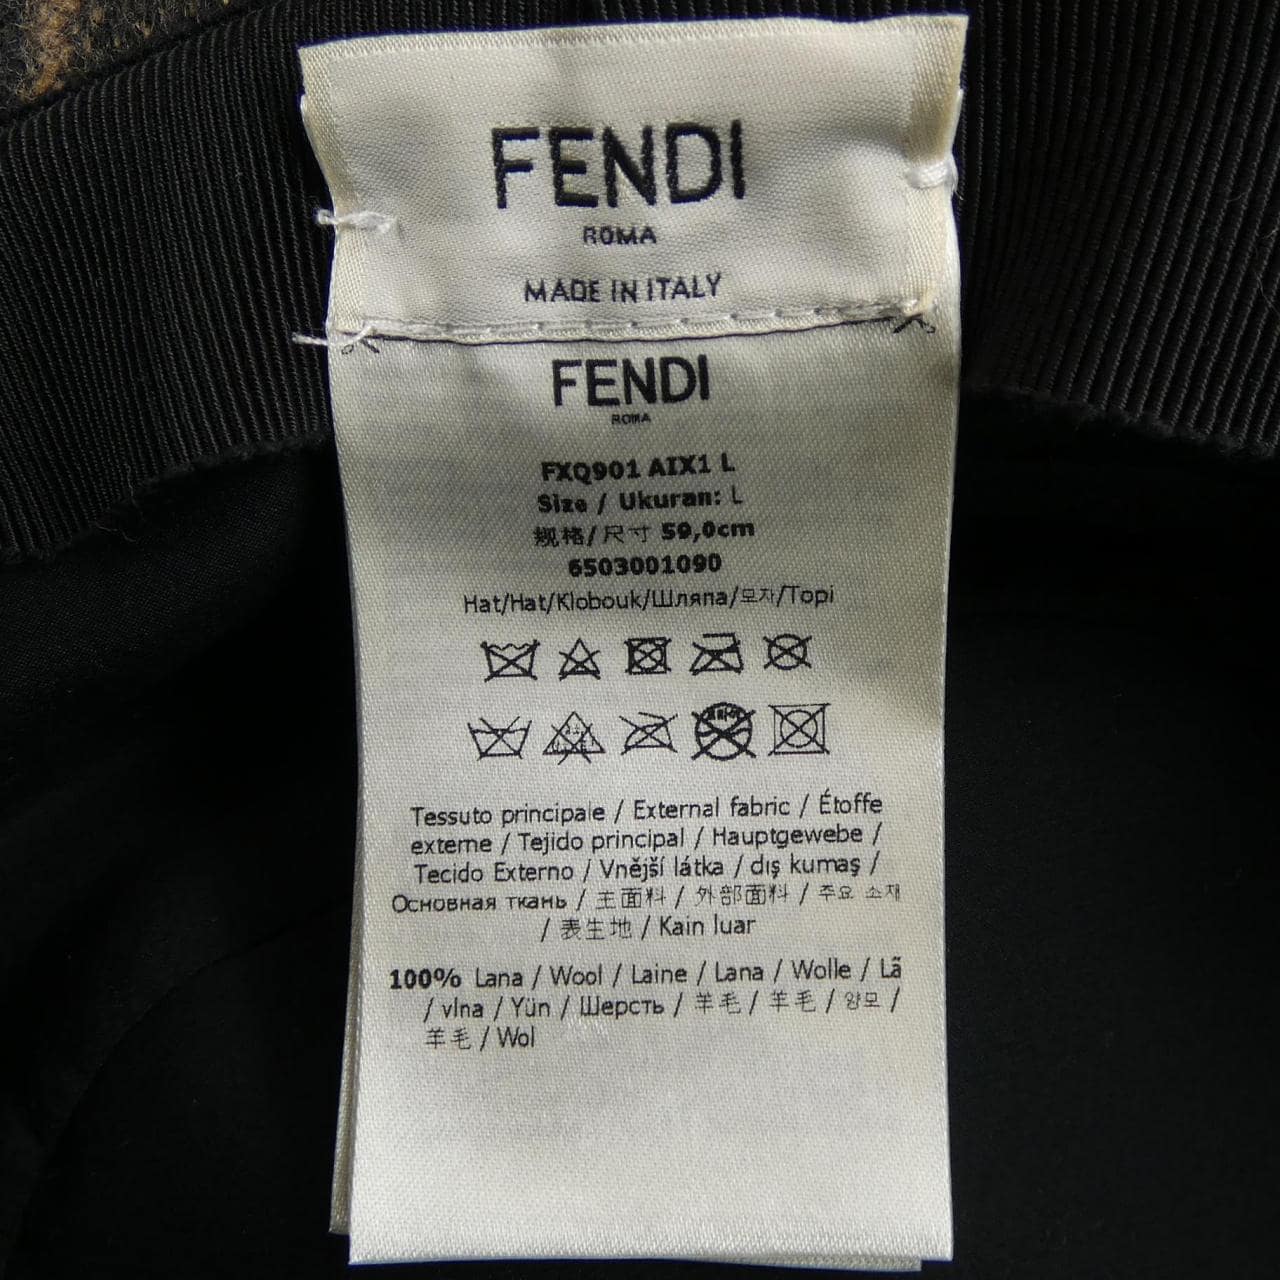 FENDI
ROMA
MADE IN ITALY
FENDI
ROMA
FXQ901 AIX1 L
Size / Ukuran: L
规格/尺寸 59,0cm
6503001090
Hat/Hat/Klobouk/Шляпа/모자/Topi
Tessuto principale / External fabric / Étoffe
externe / Tejido principal / Hauptgewebe /
Tecido Externo / Vnější látka / dış kumaş /
Основная ткань / 主面料 / 外部面料 / 주요 소재
/ 表生地 / Kain luar
100% Lana / Wool / Laine / Lana / Wolle / Lã
/ vlna / Yün / Шерсть / 羊毛 / 羊毛 / 양모 /
羊毛 / Wol